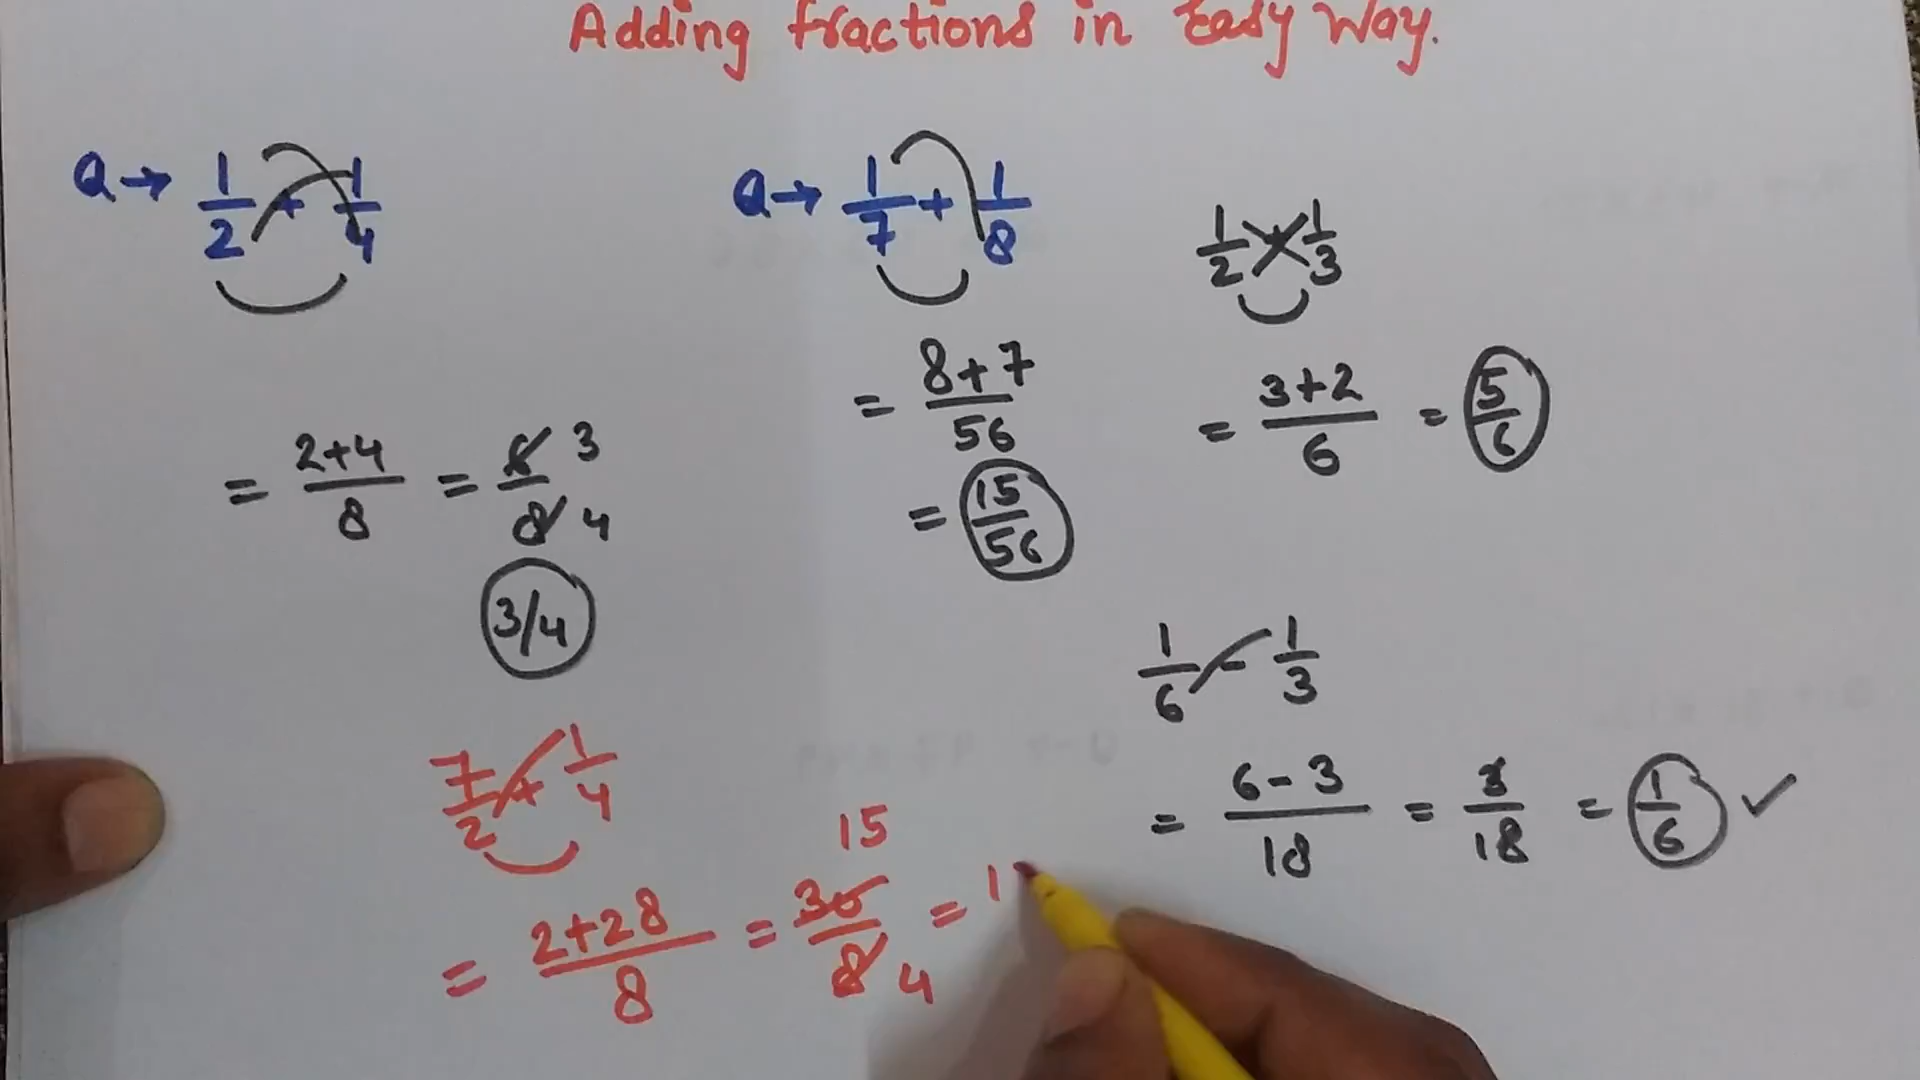 Adding fractions in Easy Way.
Q→ 1/2 + 1/4
= 2+4/8 = 6/8 3 4
3/4
Q→ 1/7 + 1/8
= 8+7/56
= 15/56
1/2 + 1/3
= 3+2/6 = 5/6
1/6 - 1/3
= 6-3/18 = 3/18 = 1/6 ✓
7/2 + 1/4
15
= 2+28/8 = 30/8 4 = 1